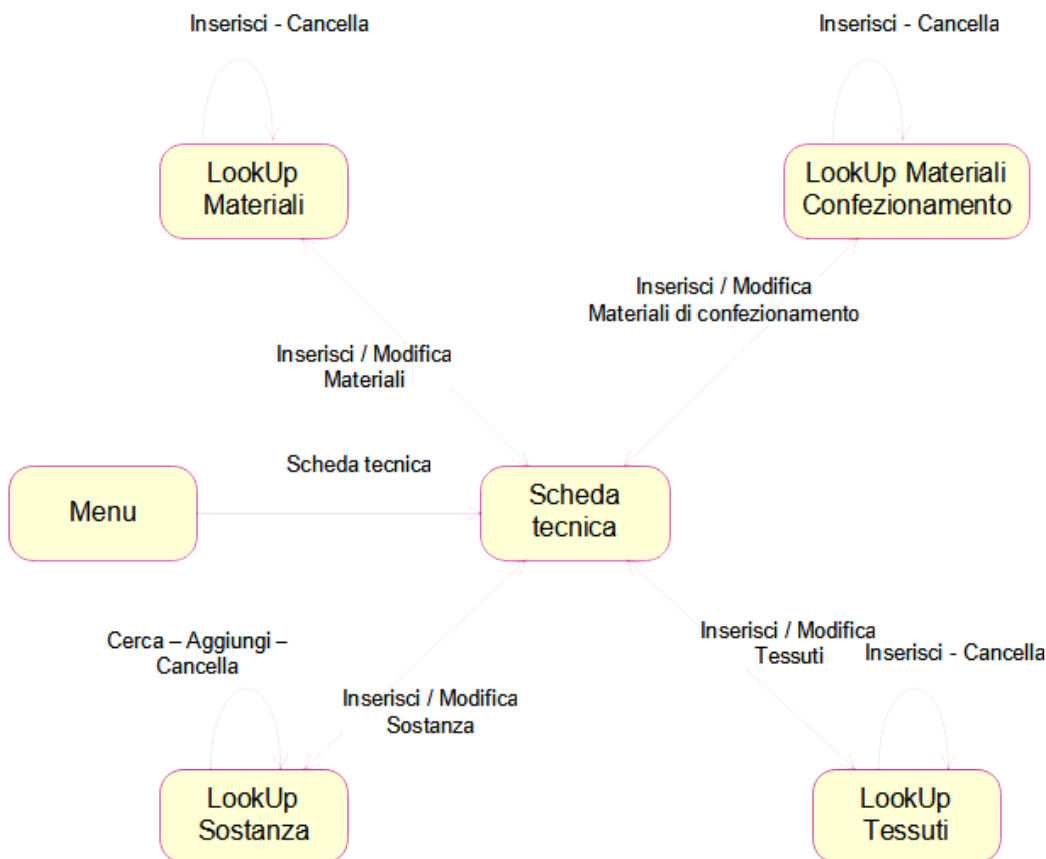 Inserisci - Cancella
Inserisci - Cancella
LookUp
Materiali
LookUp Materiali
Confezionamento
Inserisci / Modifica
Materiali di confezionamento
Inserisci / Modifica
Materiali
Scheda tecnica
Menu
Scheda
tecnica
Cerca – Aggiungi –
Cancella
Inserisci / Modifica
Sostanza
Inserisci / Modifica
Tessuti
Inserisci - Cancella
LookUp
Sostanza
LookUp
Tessuti